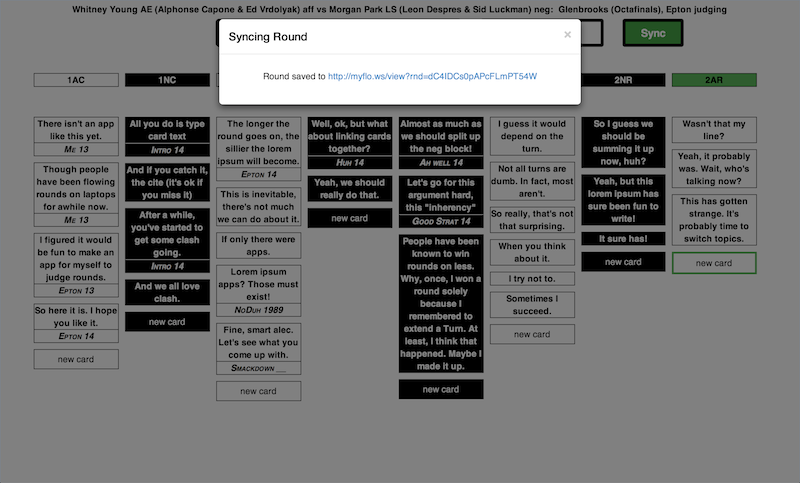 Whitney Young AE (Alphonse Capone & Ed Vrdolyak) aff vs Morgan Park LS (Leon Despres & Sid Luckman) neg: Glenbrooks (Octafinals), Epton judging
Syncing Round
×
Sync
Round saved to http://myflo.ws/view?rnd=dC4IDCs0pAPcFLmPT54W
1AC
1NC
2NR
2AR
There isn't an app
like this yet.
Me 13
Though people
have been flowing
rounds on laptops
for awhile now.
Me 13
I figured it would
be fun to make an
app for myself to
judge rounds.
Epton 13
So here it is. I hope
you like it.
Epton 14
new card
All you do is type
card text
Intro 14
And if you catch it,
the cite (it's ok if
you miss it)
After a while,
you've started to
get some clash
going.
Intro 14
And we all love
clash.
new card
The longer the
round goes on, the
sillier the lorem
ipsum will become.
Epton 14
This is inevitable,
there's not much
we can do about it.
If only there were
apps.
Lorem ipsum
apps? Those must
exist!
NoDuh 1989
Fine, smart alec.
Let's see what you
come up with.
Smackdown __
new card
Well, ok, but what
about linking cards
together?
Huh 14
Yeah, we should
really do that.
new card
Almost as much as
we should split up
the neg block!
Ah well 14
Let's go for this
argument hard,
this "inherency"
Good Strat 14
People have been
known to win
rounds on less.
Why, once, I won a
round solely
because I
remembered to
extend a Turn. At
least, I think that
happened. Maybe I
made it up.
new card
I guess it would
depend on the
turn.
Not all turns are
dumb. In fact, most
aren't.
So really, that's not
that surprising.
When you think
about it.
I try not to.
Sometimes I
succeed.
new card
So I guess we
should be
summing it up
now, huh?
Yeah, but this
lorem ipsum has
sure been fun to
write!
It sure has!
new card
Wasn't that my
line?
Yeah, it probably
was. Wait, who's
talking now?
This has gotten
strange. It's
probably time to
switch topics.
new card